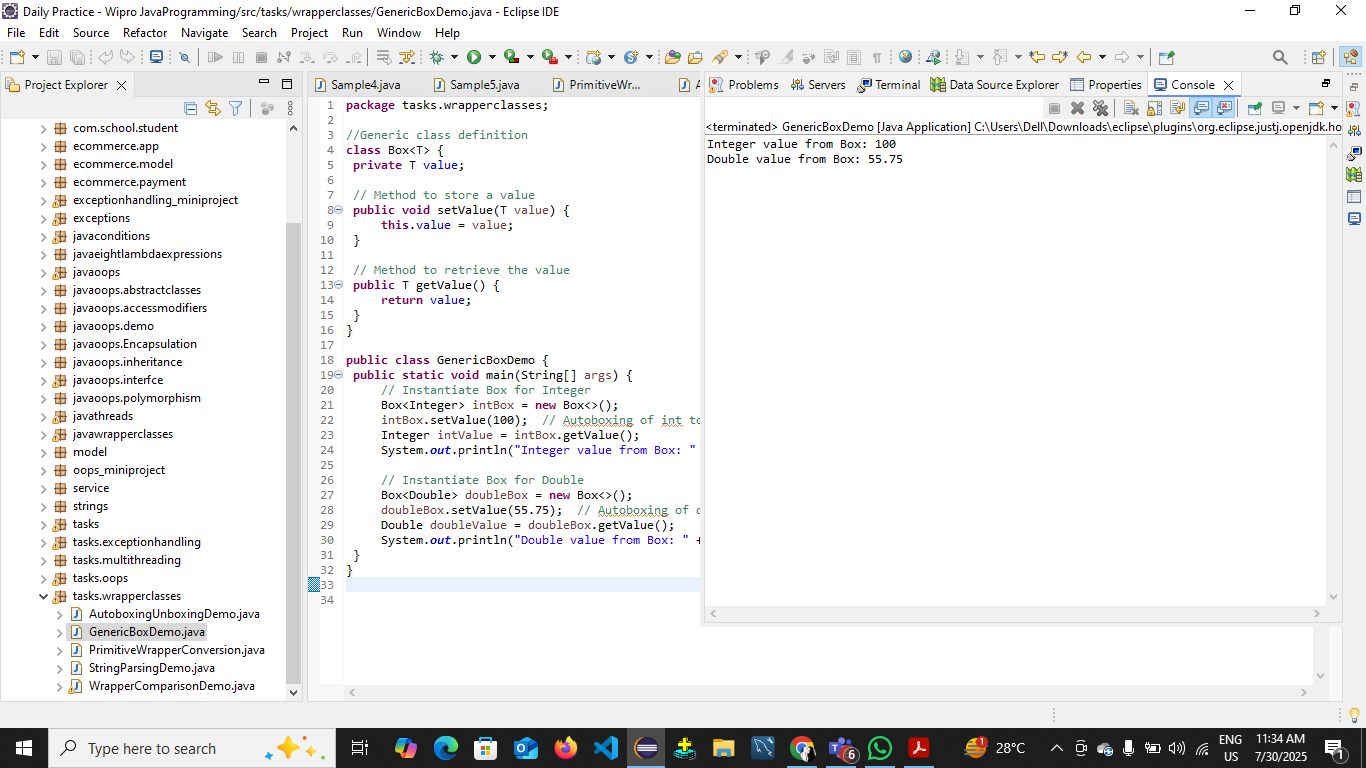 Daily Practice - Wipro JavaProgramming/src/tasks/wrapperclasses/GenericBoxDemo.java - Eclipse IDE
File Edit Source Refactor Navigate Search Project Run Window Help
Project Explorer
com.school.student
ecommerce.app
ecommerce.model
ecommerce.payment
exceptionhandling_miniproject
exceptions
javaconditions
javaeightlambdaexpressions
javaoops
javaoops.abstractclasses
javaoops.accessmodifiers
javaoops.demo
javaoops.Encapsulation
javaoops.inheritance
javaoops.interfce
javaoops.polymorphism
javathreads
javawrapperclasses
model
oops_miniproject
service
strings
tasks
tasks.exceptionhandling
tasks.multithreading
tasks.oops
tasks.wrapperclasses
AutoboxingUnboxingDemo.java
GenericBoxDemo.java
PrimitiveWrapperConversion.java
StringParsingDemo.java
WrapperComparisonDemo.java
Sample4.java Sample5.java PrimitiveWr... A
1 package tasks.wrapperclasses;
2
3 //Generic class definition
4 class Box<T> {
5 private T value;
6
7 // Method to store a value
8 public void setValue(T value) {
9 this.value = value;
10 }
11
12 // Method to retrieve the value
13 public T getValue() {
14 return value;
15 }
16 }
17
18 public class GenericBoxDemo {
19 public static void main(String[] args) {
20 // Instantiate Box for Integer
21 Box<Integer> intBox = new Box<>();
22 intBox.setValue(100); // Autoboxing of int to
23 Integer intValue = intBox.getValue();
24 System.out.println("Integer value from Box: "
25
26 // Instantiate Box for Double
27 Box<Double> doubleBox = new Box<>();
28 doubleBox.setValue(55.75); // Autoboxing of
29 Double doubleValue = doubleBox.getValue();
30 System.out.println("Double value from Box: " +
31 }
32 }
33
34
Problems Servers Terminal Data Source Explorer Properties Console
<terminated> GenericBoxDemo [Java Application] C:\Users\Dell\Downloads\eclipse\plugins\org.eclipse.justj.openjdk.ho
Integer value from Box: 100
Double value from Box: 55.75
Type here to search
6
1
28°C
ENG
US
11:34 AM
7/30/2025
1